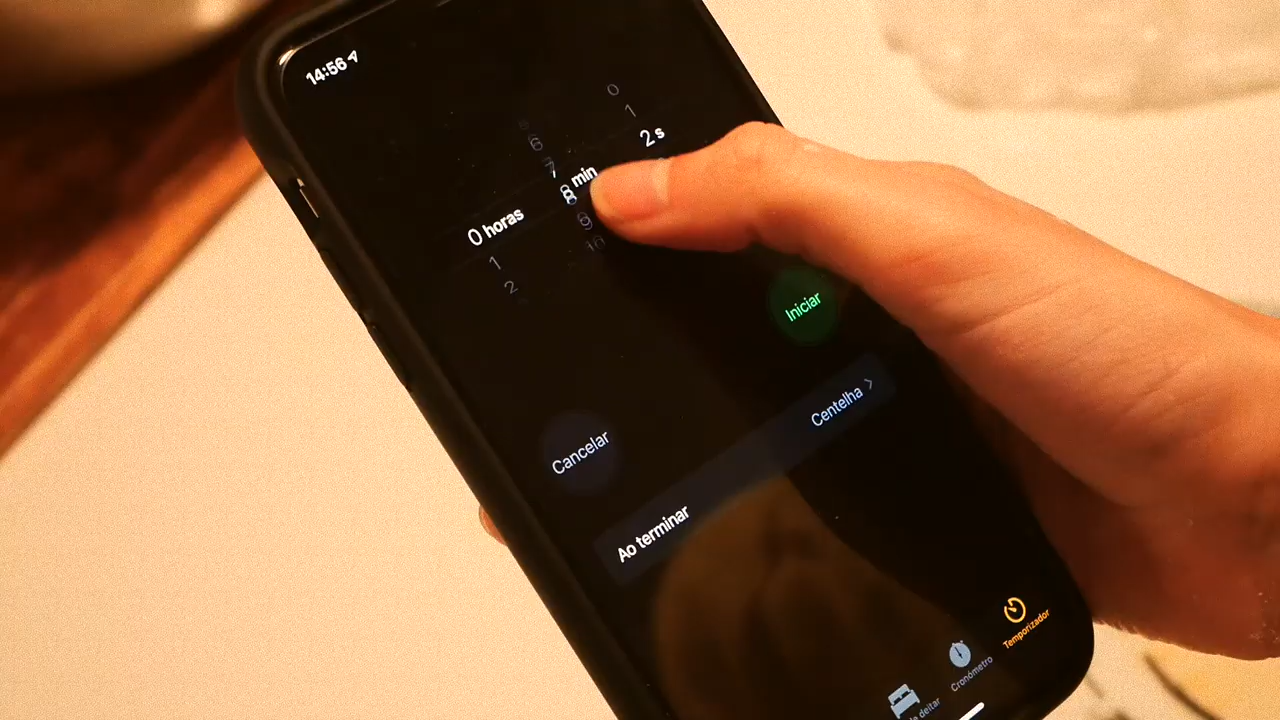 14:56
0
1
2 s
6
7
8 min
9
10
0 horas
1
2
Iniciar
Cancelar
Centelha
Ao terminar
Temporizador
Cronómetro
deitar